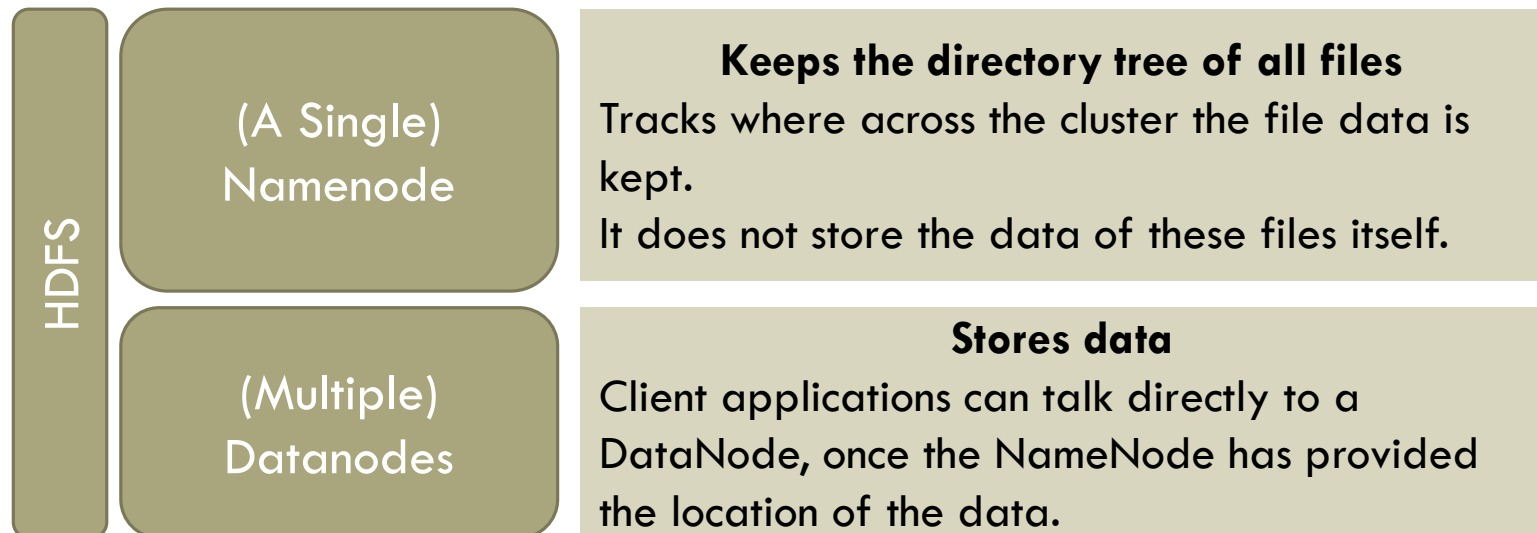 HDFS
(A Single)
Namenode
Keeps the directory tree of all files
Tracks where across the cluster the file data is
kept.
It does not store the data of these files itself.
(Multiple)
Datanodes
Stores data
Client applications can talk directly to a
DataNode, once the NameNode has provided
the location of the data.